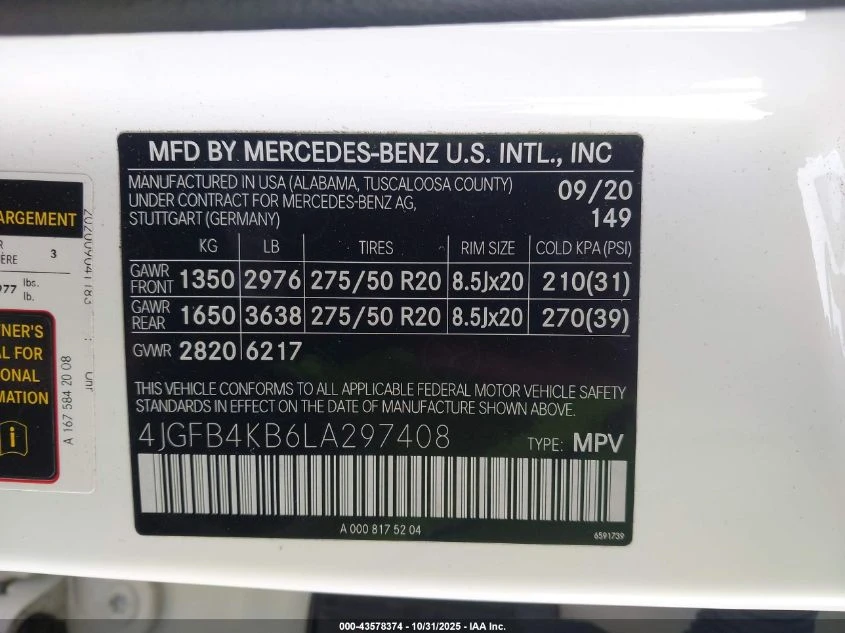 MFD BY MERCEDES-BENZ U.S. INTL., INC
MANUFACTURED IN USA (ALABAMA, TUSCALOOSA COUNTY) 09/20
UNDER CONTRACT FOR MERCEDES-BENZ AG,
STUTTGART (GERMANY) 149
KG LB TIRES RIM SIZE COLD KPA (PSI)
GAWR FRONT 1350 2976 275/50 R20 8.5Jx20 210(31)
GAWR REAR 1650 3638 275/50 R20 8.5Jx20 270(39)
GVWR 2820 6217
THIS VEHICLE CONFORMS TO ALL APPLICABLE FEDERAL MOTOR VEHICLE SAFETY
STANDARDS IN EFFECT ON THE DATE OF MANUFACTURE SHOWN ABOVE.
4JGFB4KB6LA297408 TYPE: MPV
A 000 817 52 04
6591739
ARGEMENT
3
977 lbs.
lb.
A 167 584 20 08
000-43578374 - 10/31/2025 - IAA Inc.